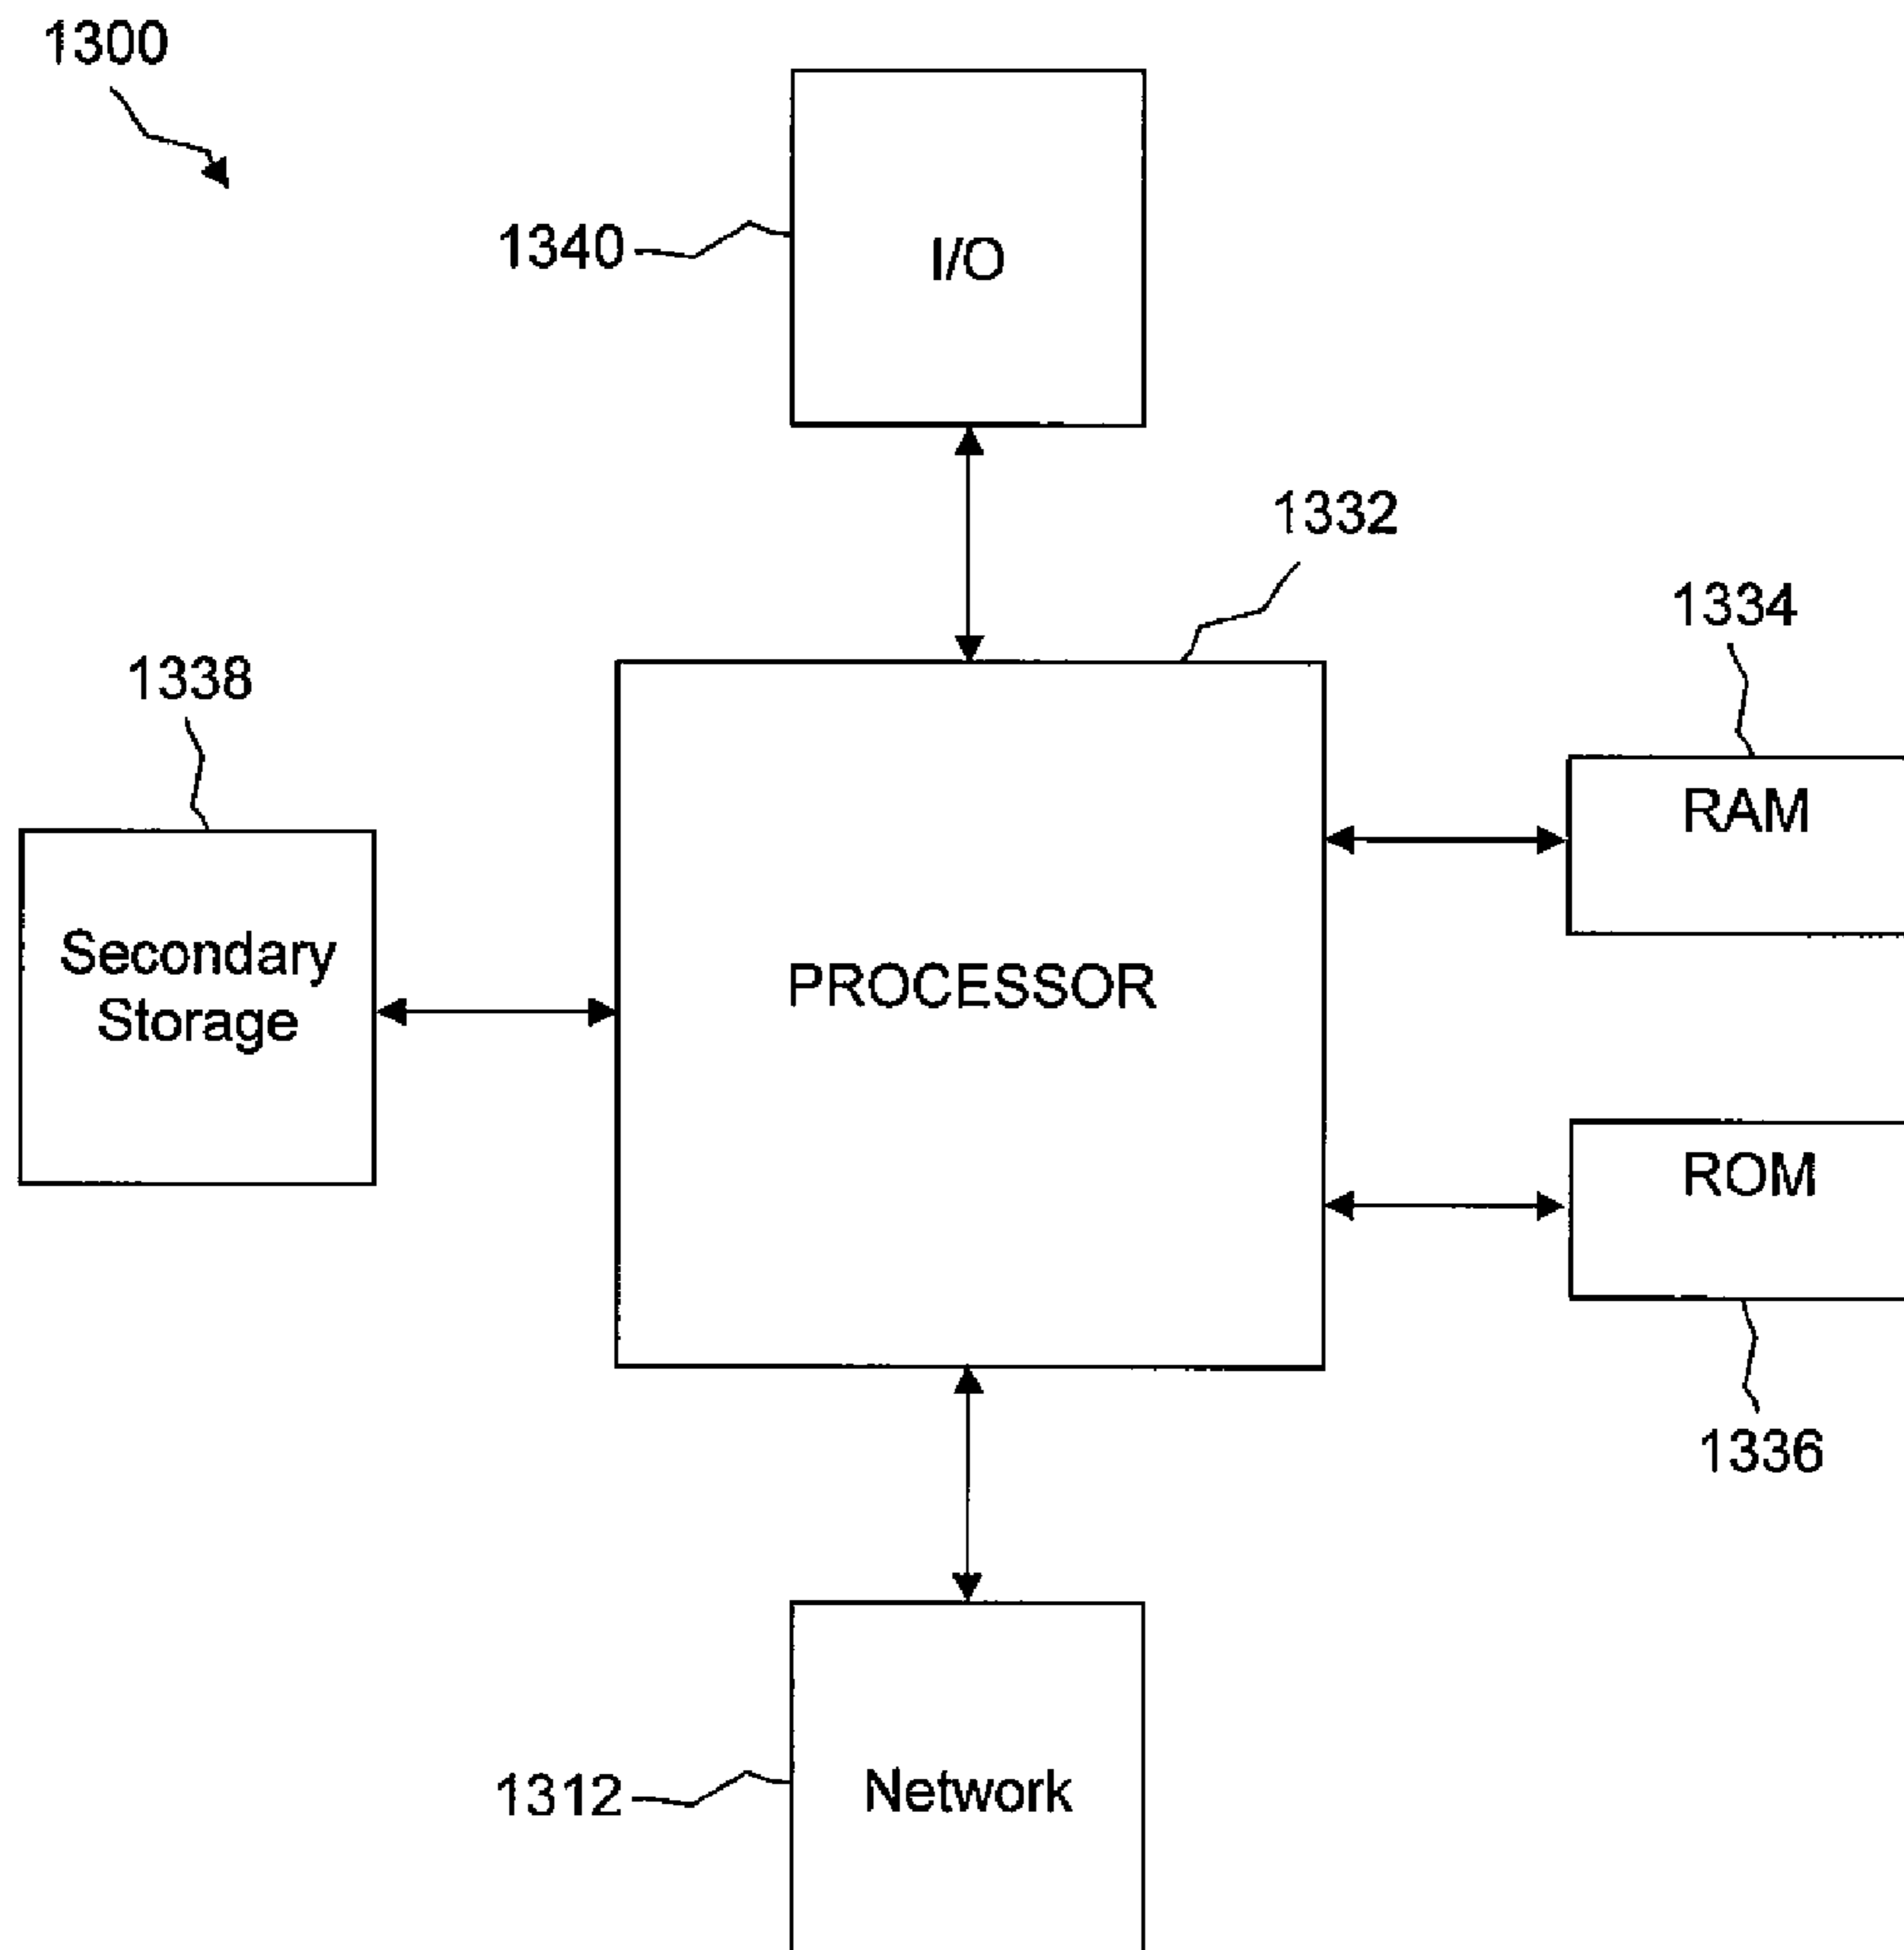 1300
1340
I/O
1332
1334
RAM
1338
Secondary
Storage
PROCESSOR
ROM
1336
1312
Network